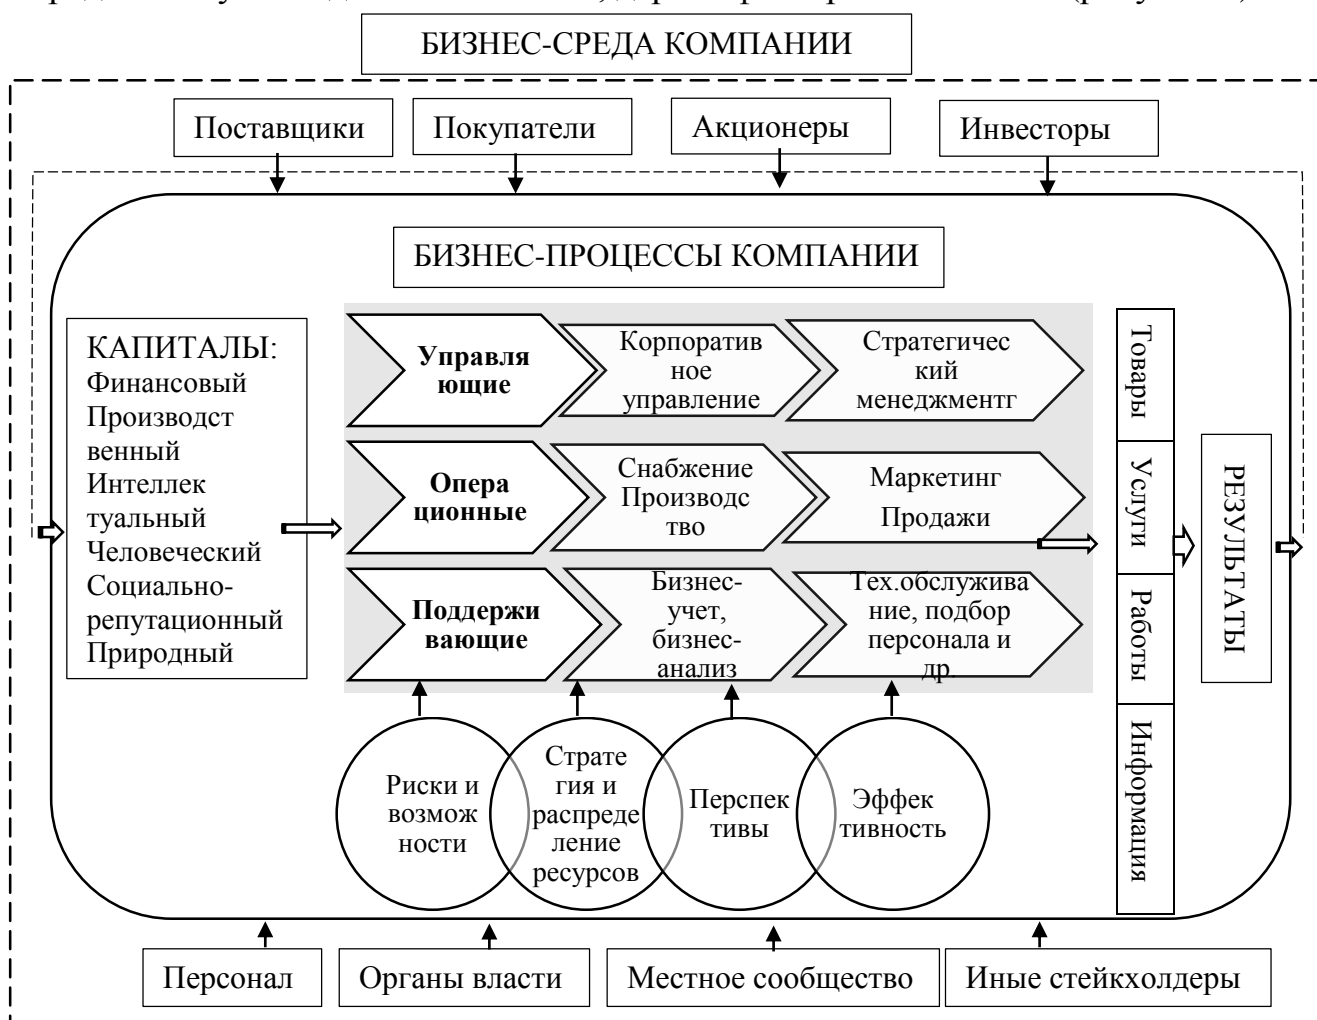 БИЗНЕС-СРЕДА КОМПАНИИ
Поставщики
Покупатели
Акционеры
Инвесторы
БИЗНЕС-ПРОЦЕССЫ КОМПАНИИ
КАПИТАЛЫ:
Финансовый
Производст
венный
Интеллек
туальный
Человеческий
Социально-
репутационный
Природный
Управля
ющие
Корпоратив
ное
управление
Стратегичес
кий
менеджментг
Опера
ционные
Снабжение
Производс
тво
Маркетинг
Продажи
Поддержи
вающие
Бизнес-
учет,
бизнес-
анализ
Тех.обслужива
ние, подбор
персонала и
др.
Товары
Услуги
Работы
Информация
РЕЗУЛЬТАТЫ
Риски и
возмож
ности
Страте
гия и
распреде
ление
ресурсов
Перспек
тивы
Эффек
тивность
Персонал
Органы власти
Местное сообщество
Иные стейкхолдеры